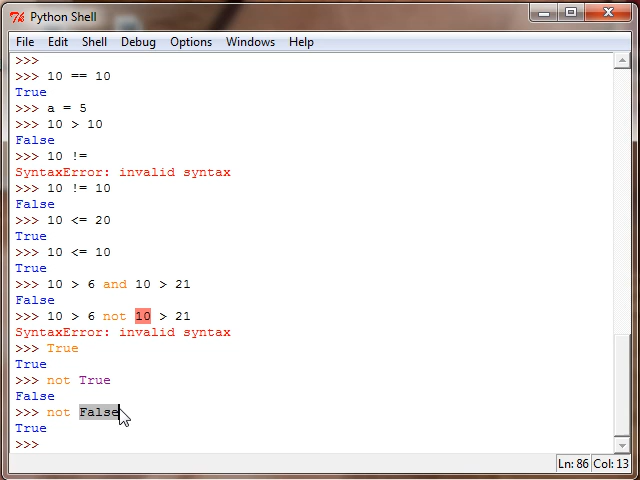 Python Shell
File Edit Shell Debug Options Windows Help
>>>
>>> 10 == 10
True
>>> a = 5
>>> 10 > 10
False
>>> 10 !=
SyntaxError: invalid syntax
>>> 10 != 10
False
>>> 10 <= 20
True
>>> 10 <= 10
True
>>> 10 > 6 and 10 > 21
False
>>> 10 > 6 not 10 > 21
SyntaxError: invalid syntax
>>> True
True
>>> not True
False
>>> not False
True
>>>
Ln: 86 Col: 13